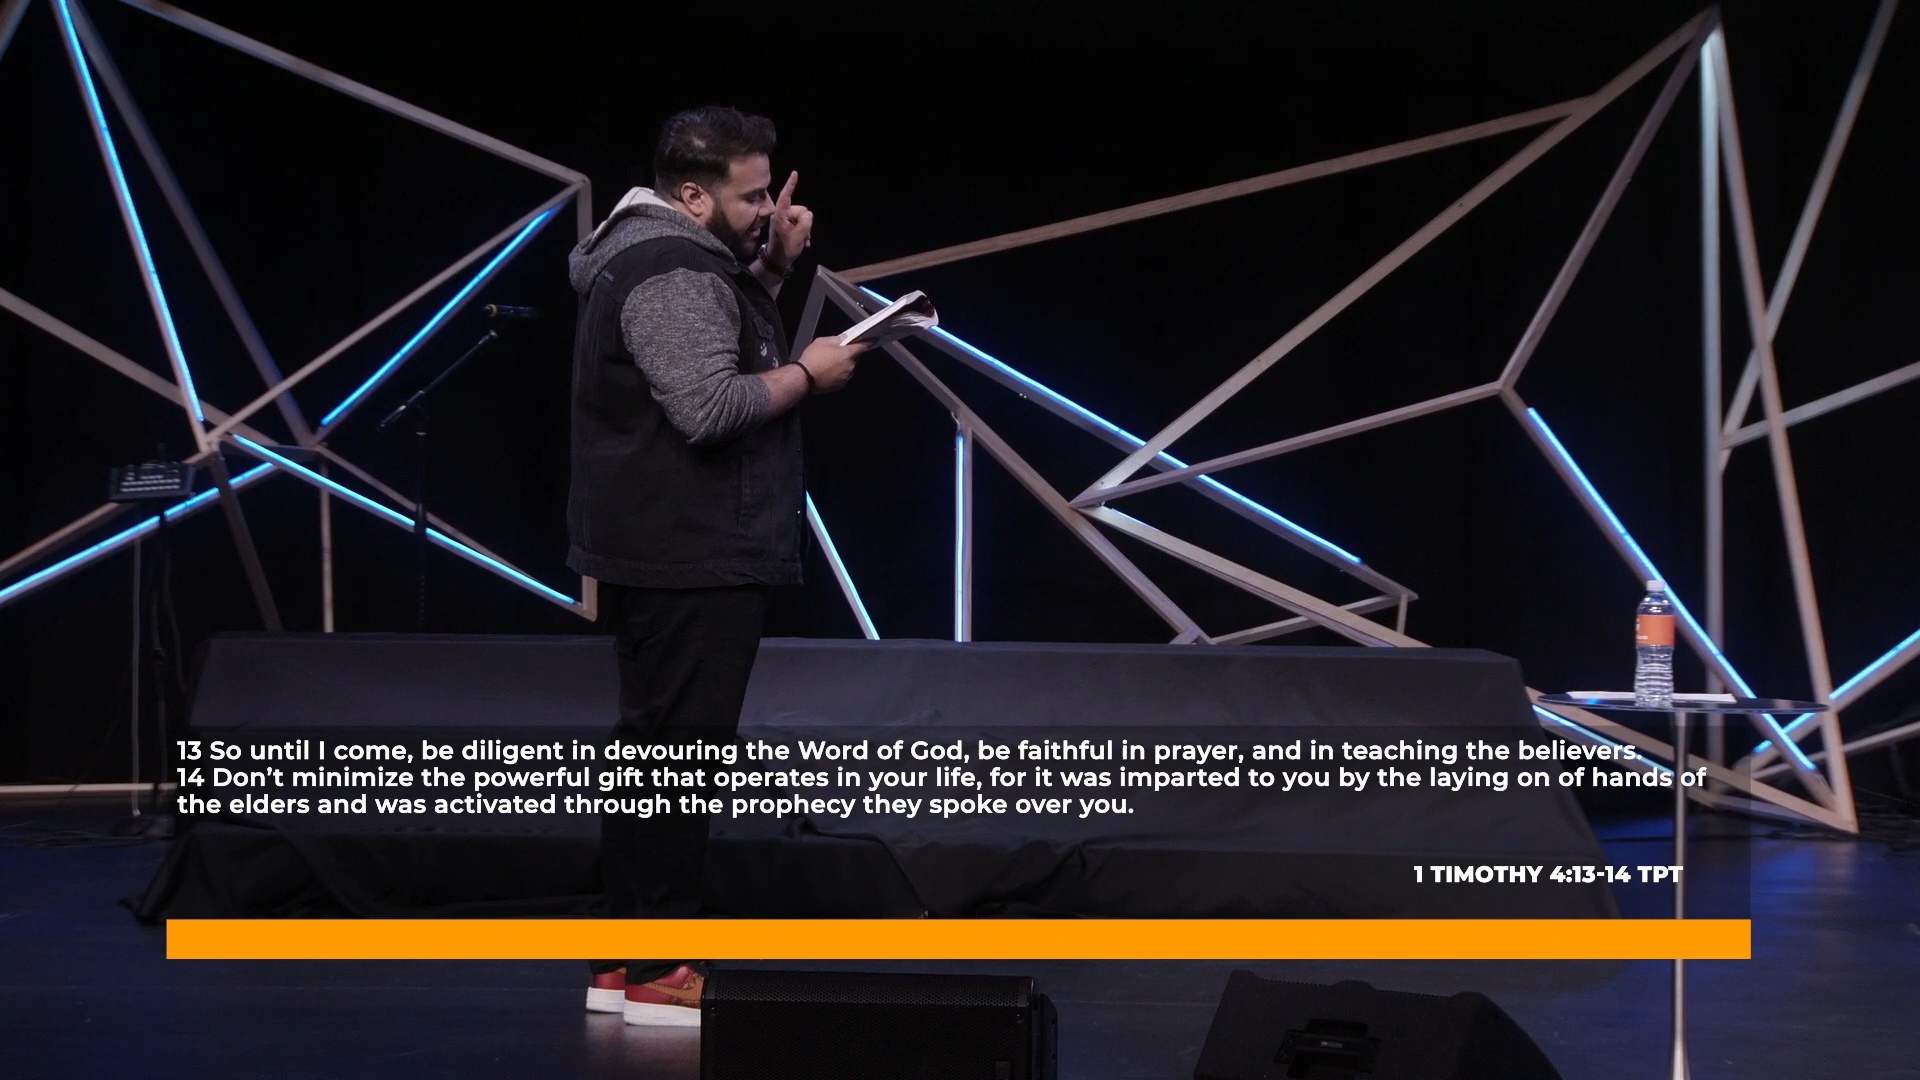 13 So until I come, be diligent in devouring the Word of God, be faithful in prayer, and in teaching the believers.
14 Don’t minimize the powerful gift that operates in your life, for it was imparted to you by the laying on of hands of
the elders and was activated through the prophecy they spoke over you.
1 TIMOTHY 4:13-14 TPT